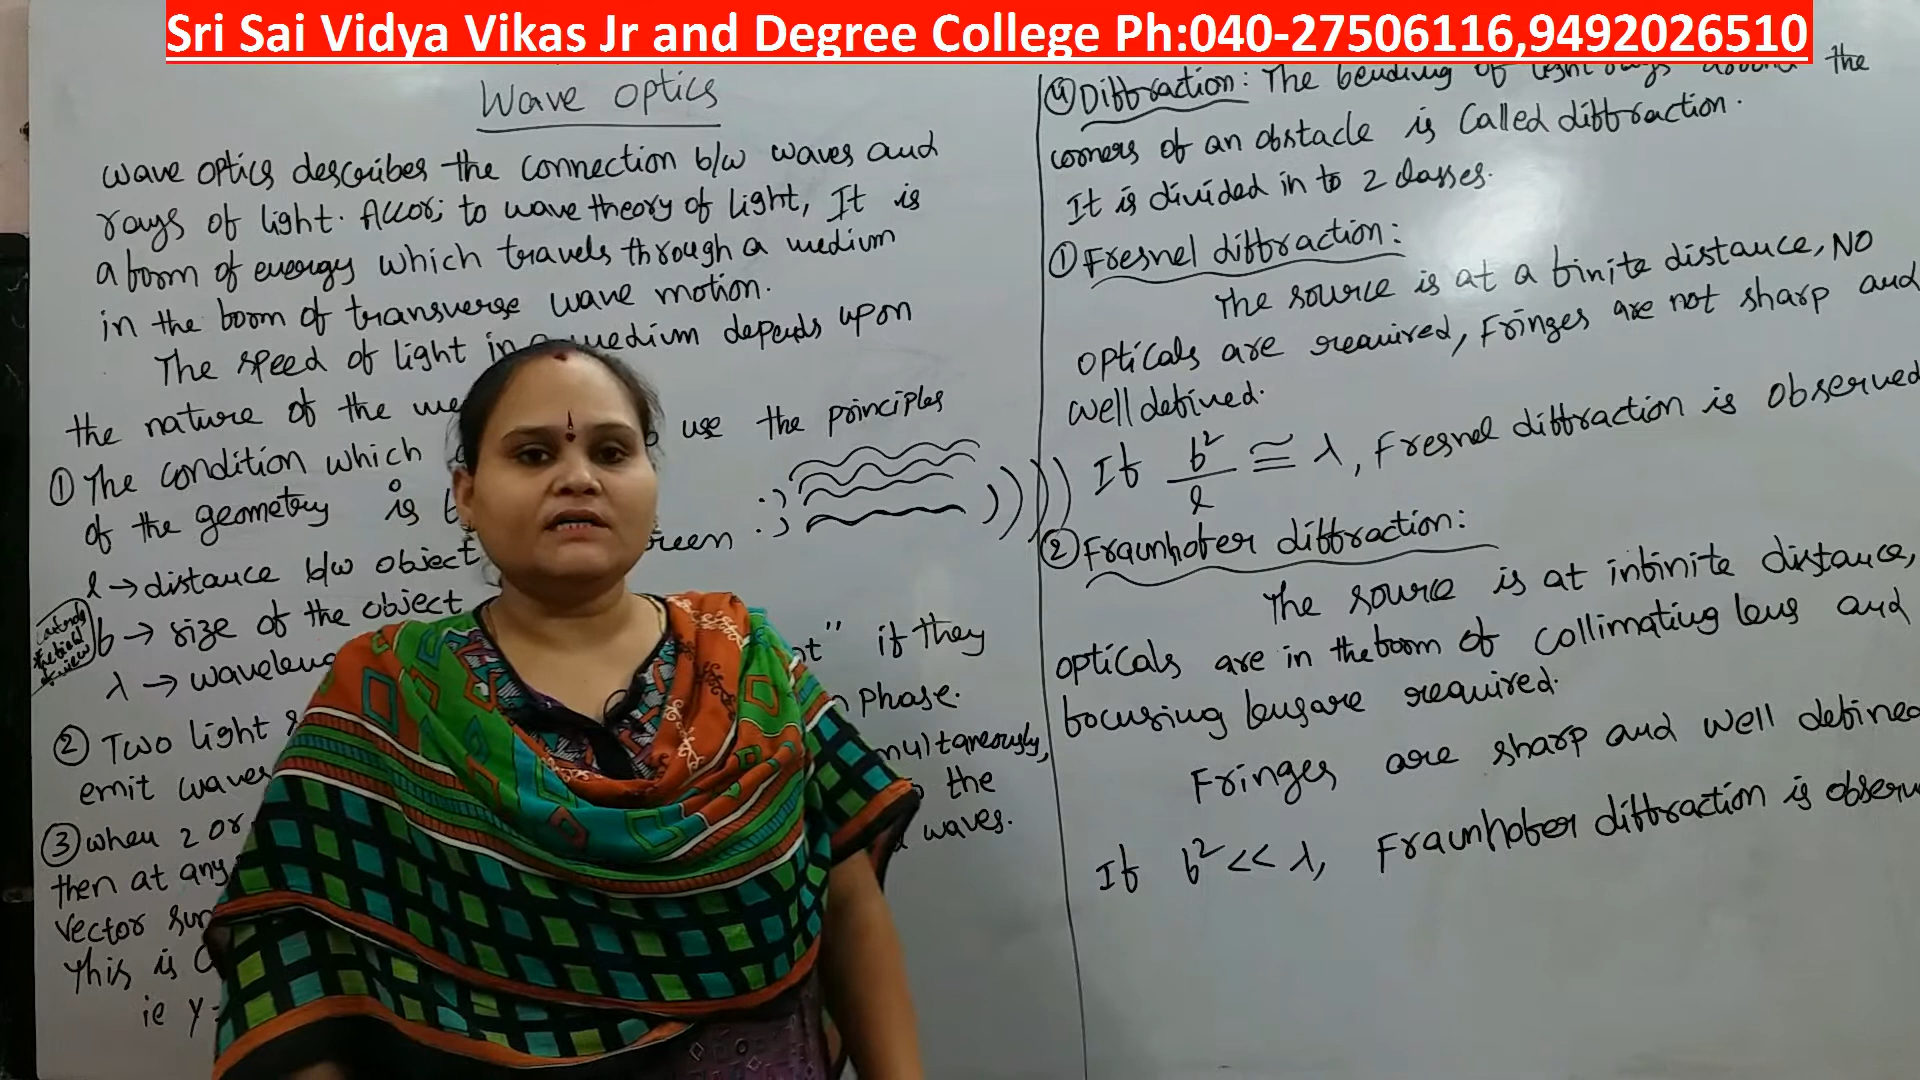 Sri Sai Vidya Vikas Jr and Degree College Ph:040-27506116,9492026510
Wave Optics
Wave optics describes the connection b/w waves and
rays of light. Accor; to wave theory of light, It is
a form of energy which travels through a medium
in the form of transverse wave motion.
The speed of light in a medium depends upon
the nature of the
① The condition which use the principles
of the geometry is
l → distance b/w object
b → size of the object
λ →
② Two light if they
emit waves phase.
③ when 2 or
then at any the
Vector waves.
This is
ie y=
④ Diffraction: The bending of light rays around the
corners of an obstacle is called diffraction.
It is divided in to 2 classes.
① Fresnel diffraction:
The source is at a finite distance, NO
opticals are required, Fringes are not sharp and
well defined.
If b²/l ≅ λ, Fresnel diffraction is observed
② Fraunhofer diffraction:
The source is at infinite distance,
opticals are in the form of collimating lens and
focusing lens are required.
Fringes are sharp and well defined
If b² << λ, Fraunhofer diffraction is